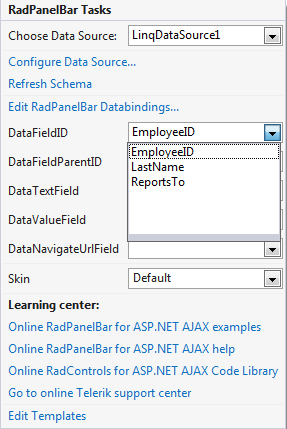 RadPanelBar Tasks
Choose Data Source: LinqDataSource1
Configure Data Source...
Refresh Schema
Edit RadPanelBar Databindings...
DataFieldID EmployeeID
EmployeeID
DataFieldParentID
LastName
ReportsTo
DataTextField
DataValueField
DataNavigateUrlField
Skin Default
Learning center:
Online RadPanelBar for ASP.NET AJAX examples
Online RadPanelBar for ASP.NET AJAX help
Online RadControls for ASP.NET AJAX Code Library
Go to online Telerik support center
Edit Templates